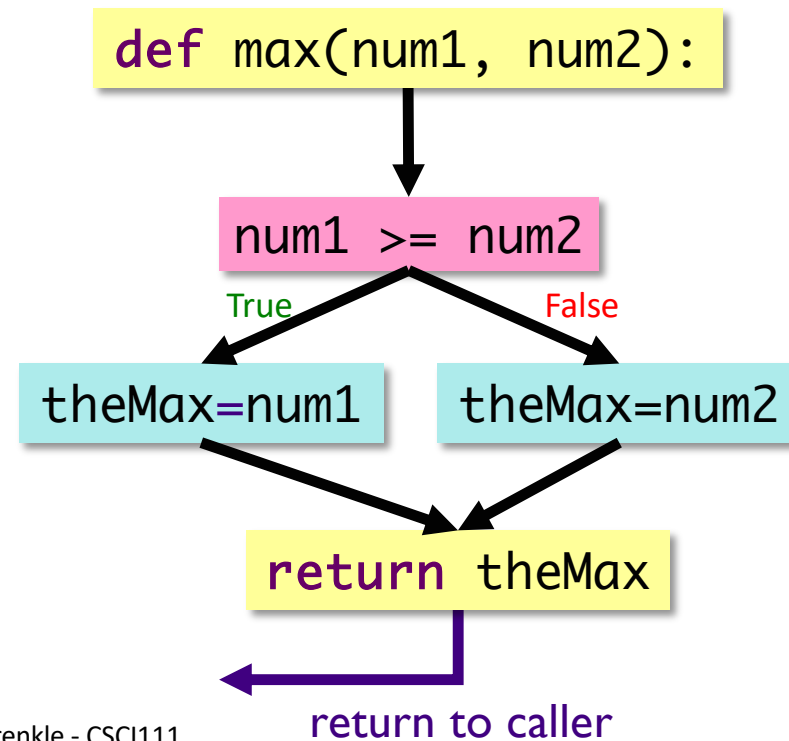 def max(num1, num2):
num1 >= num2
True False
theMax=num1 theMax=num2
return theMax
return to caller
- CSCI111